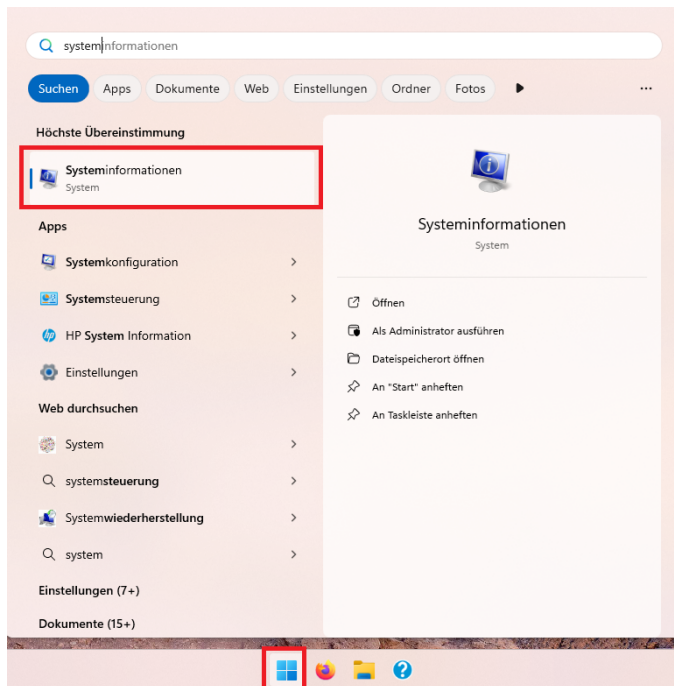 systeminformationen
Suchen Apps Dokumente Web Einstellungen Ordner Fotos
Höchste Übereinstimmung
Systeminformationen
System
Apps
Systemkonfiguration
Systemsteuerung
HP System Information
Einstellungen
Web durchsuchen
System
systemsteuerung
Systemwiederherstellung
system
Einstellungen (7+)
Dokumente (15+)
Systeminformationen
System
Öffnen
Als Administrator ausführen
Dateispeicherort öffnen
An "Start" anheften
An Taskleiste anheften